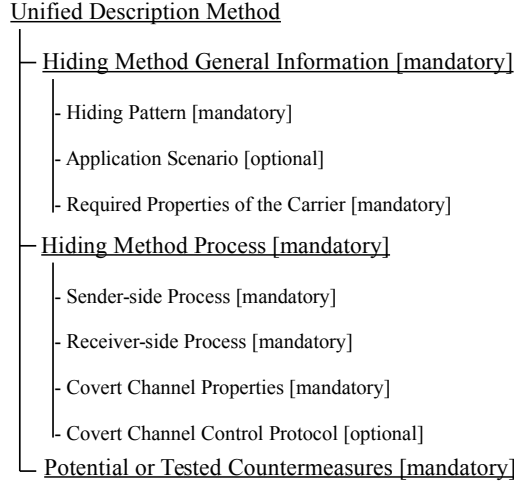 Unified Description Method
Hiding Method General Information [mandatory]
- Hiding Pattern [mandatory]
- Application Scenario [optional]
- Required Properties of the Carrier [mandatory]
Hiding Method Process [mandatory]
- Sender-side Process [mandatory]
- Receiver-side Process [mandatory]
- Covert Channel Properties [mandatory]
- Covert Channel Control Protocol [optional]
Potential or Tested Countermeasures [mandatory]